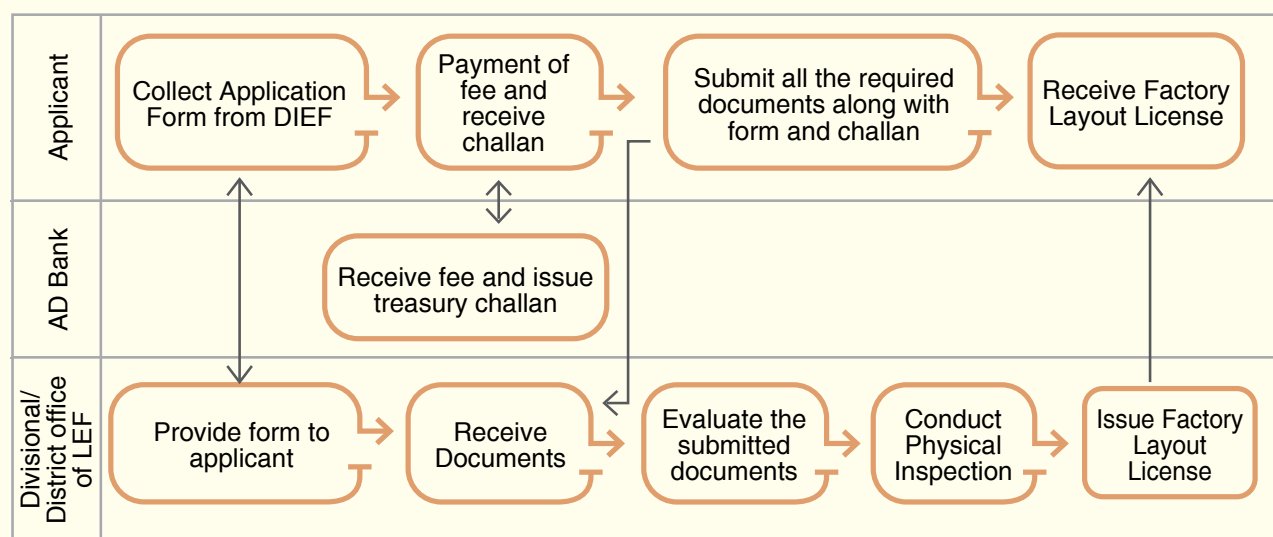 Applicant
Collect Application
Form from DIEF
Payment of
fee and
receive
challan
Submit all the required
documents along with
form and challan
Receive Factory
Layout License
AD Bank
Receive fee and issue
treasury challan
Divisional/
District office
of LEF
Provide form to
applicant
Receive
Documents
Evaluate the
submitted
documents
Conduct
Physical
Inspection
Issue Factory
Layout
License